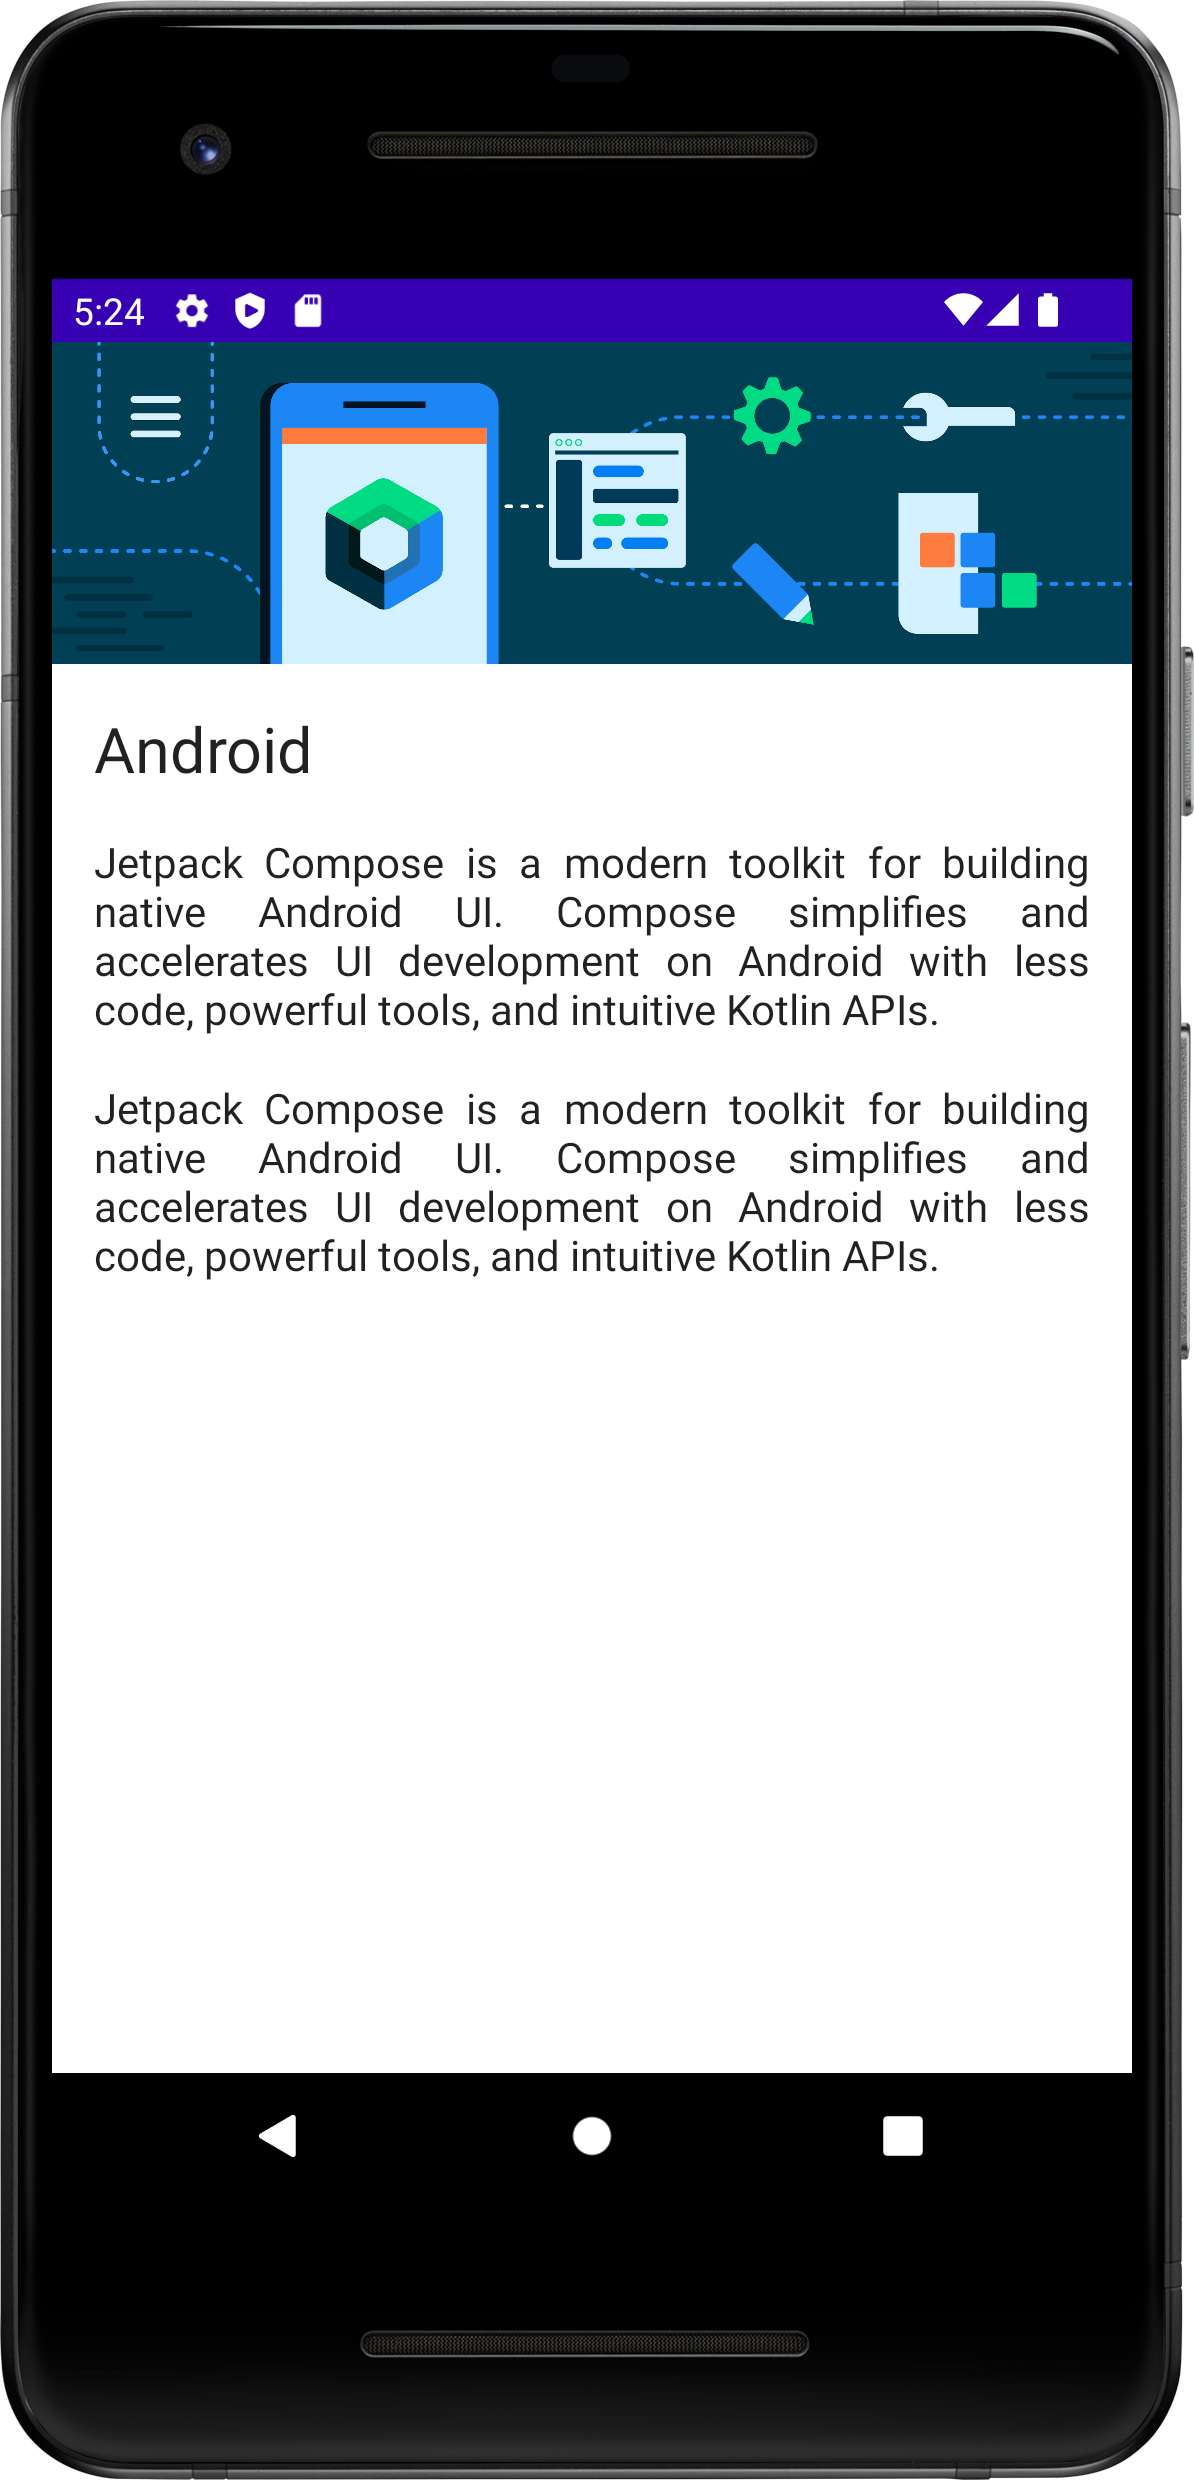 5:24
Android
Jetpack Compose is a modern toolkit for building
native Android UI. Compose simplifies and
accelerates UI development on Android with less
code, powerful tools, and intuitive Kotlin APIs.
Jetpack Compose is a modern toolkit for building
native Android UI. Compose simplifies and
accelerates UI development on Android with less
code, powerful tools, and intuitive Kotlin APIs.